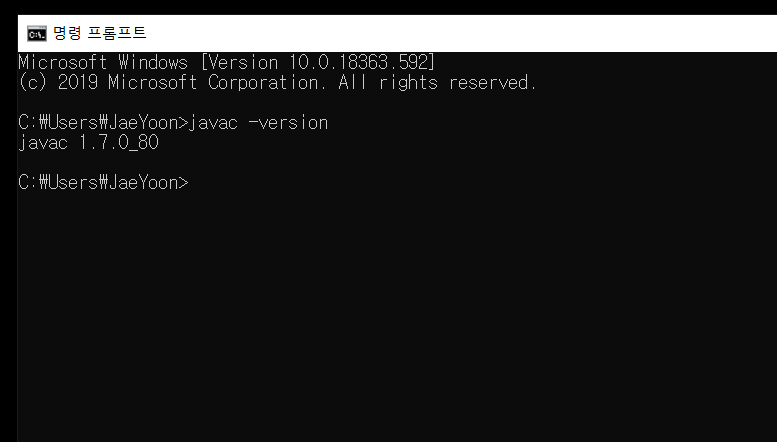 명령 프롬프트
Microsoft Windows [Version 10.0.18363.592]
(c) 2019 Microsoft Corporation. All rights reserved.
C:₩Users₩JaeYoon>javac -version
javac 1.7.0_80
C:₩Users₩JaeYoon>